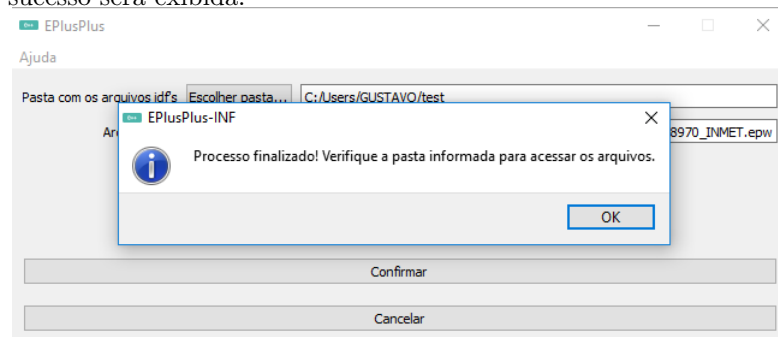 sucesso será exibida.
EPlusPlus
Ajuda
Pasta com os arquivos idf's Escolher pasta... C:/Users/GUSTAVO/test
EPlusPlus-INF
Processo finalizado! Verifique a pasta informada para acessar os arquivos.
Ar 8970_INMET.epw
OK
Confirmar
Cancelar